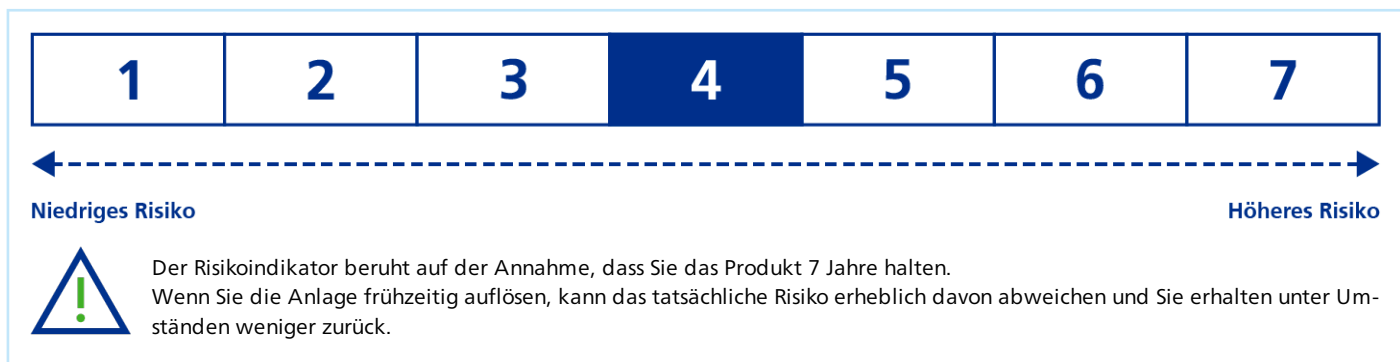 1 2 3 4 5 6 7
Niedriges Risiko Höheres Risiko
Der Risikoindikator beruht auf der Annahme, dass Sie das Produkt 7 Jahre halten.
Wenn Sie die Anlage frühzeitig auflösen, kann das tatsächliche Risiko erheblich davon abweichen und Sie erhalten unter Um-
ständen weniger zurück.